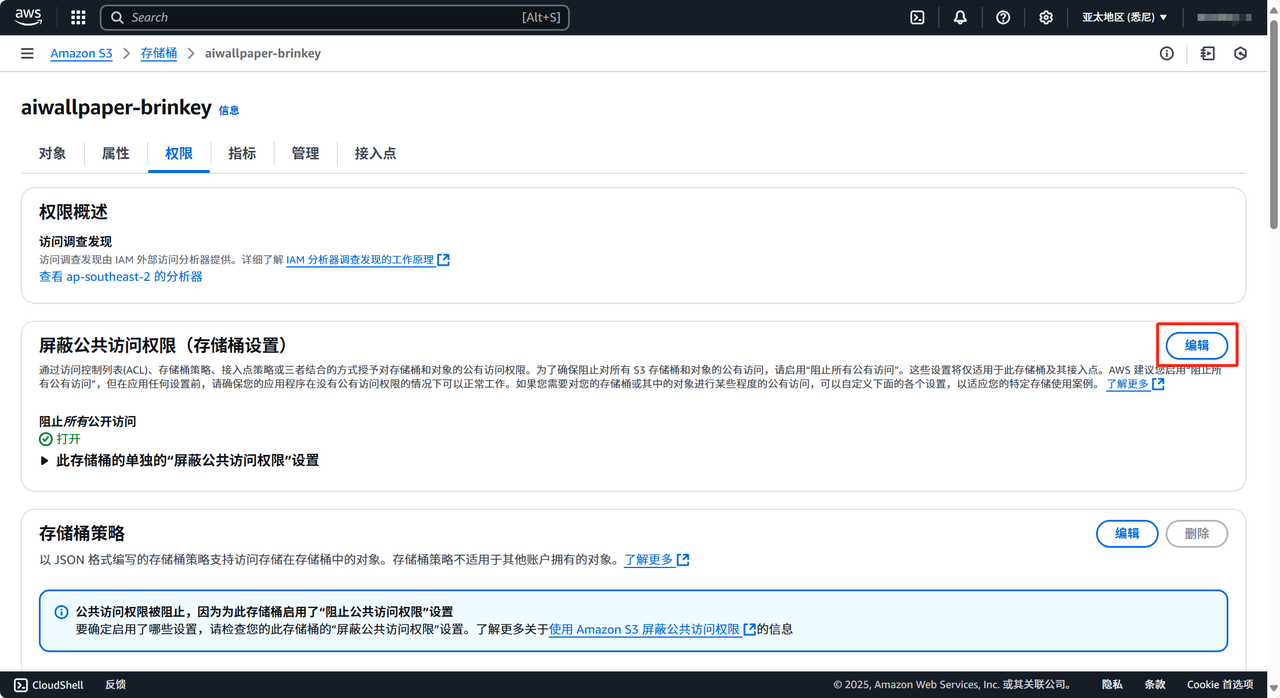 aws
Search [Alt+S]
亚太地区 (悉尼)
Amazon S3 存储桶 aiwallpaper-brinkey
aiwallpaper-brinkey 信息
对象 属性 权限 指标 管理 接入点
权限概述
访问调查发现
访问调查发现由 IAM 外部访问分析器提供。详细了解 IAM 分析器调查发现的工作原理
查看 ap-southeast-2 的分析器
屏蔽公共访问权限（存储桶设置） 编辑
通过访问控制列表(ACL)、存储桶策略、接入点策略或三者结合的方式授予对存储桶和对象的公有访问权限。为了确保阻止对所有 S3 存储桶和对象的公有访问，请启用“阻止所有公有访问”。这些设置将仅适用于此存储桶及其接入点。AWS 建议您启用“阻止所
有公有访问”，但在应用任何设置前，请确保您的应用程序在没有公有访问权限的情况下可以正常工作。如果您需要对您的存储桶或其中的对象进行某些程度的公有访问，可以自定义下面的各个设置，以适应您的特定存储使用案例。 了解更多
阻止所有公开访问
打开
此存储桶的单独的“屏蔽公共访问权限”设置
存储桶策略 编辑 删除
以 JSON 格式编写的存储桶策略支持访问存储在存储桶中的对象。存储桶策略不适用于其他账户拥有的对象。了解更多
公共访问权限被阻止，因为为此存储桶启用了“阻止公共访问权限”设置
要确定启用了哪些设置，请检查您的此存储桶的“屏蔽公共访问权限”设置。了解更多关于使用 Amazon S3 屏蔽公共访问权限的信息
CloudShell 反馈 © 2025, Amazon Web Services, Inc. 或其关联公司。 隐私 条款 Cookie 首选项